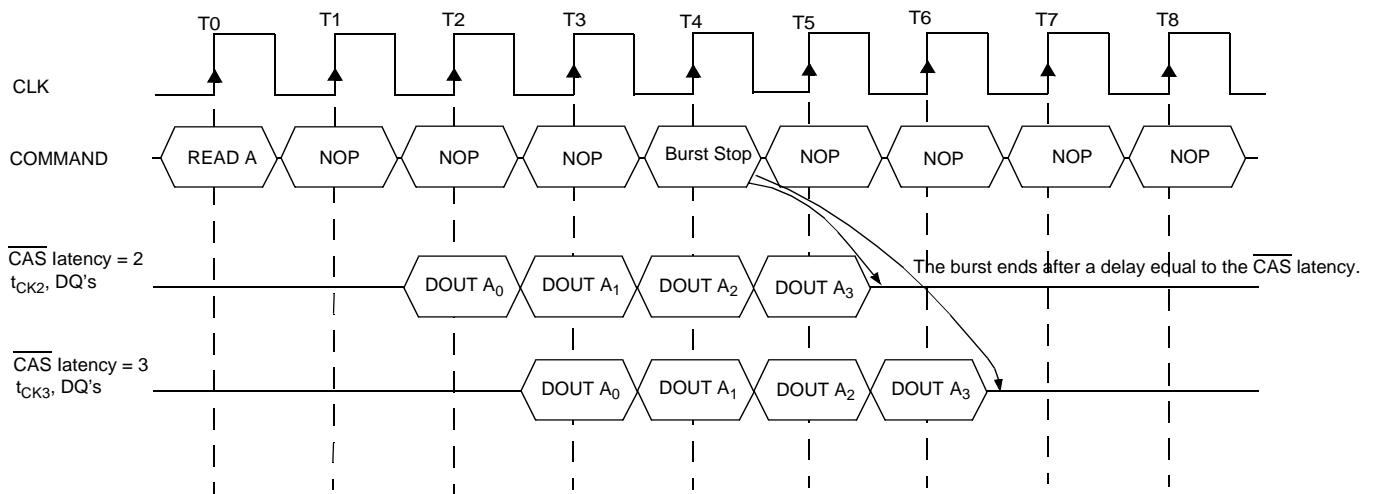 T0 T1 T2 T3 T4 T5 T6 T7 T8
CLK
COMMAND READ A NOP NOP NOP Burst Stop NOP NOP NOP NOP
CAS latency = 2
tCK2, DQ's DOUT A0 DOUT A1 DOUT A2 DOUT A3
The burst ends after a delay equal to the CAS latency.
CAS latency = 3
tCK3, DQ's DOUT A0 DOUT A1 DOUT A2 DOUT A3